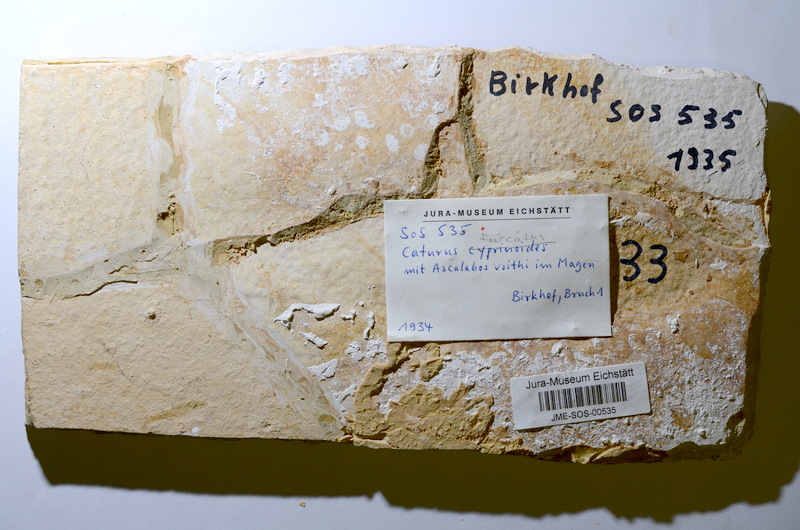 Birkhof
SOS 535
1935
33
JURA-MUSEUM EICHSTÄTT
SOS 535
furcatus
Caturus cyprinoides
mit Ascalabos voithi im Magen
Birkhof, Bruch 1
1934
Jura-Museum Eichstätt
JME-SOS-00535